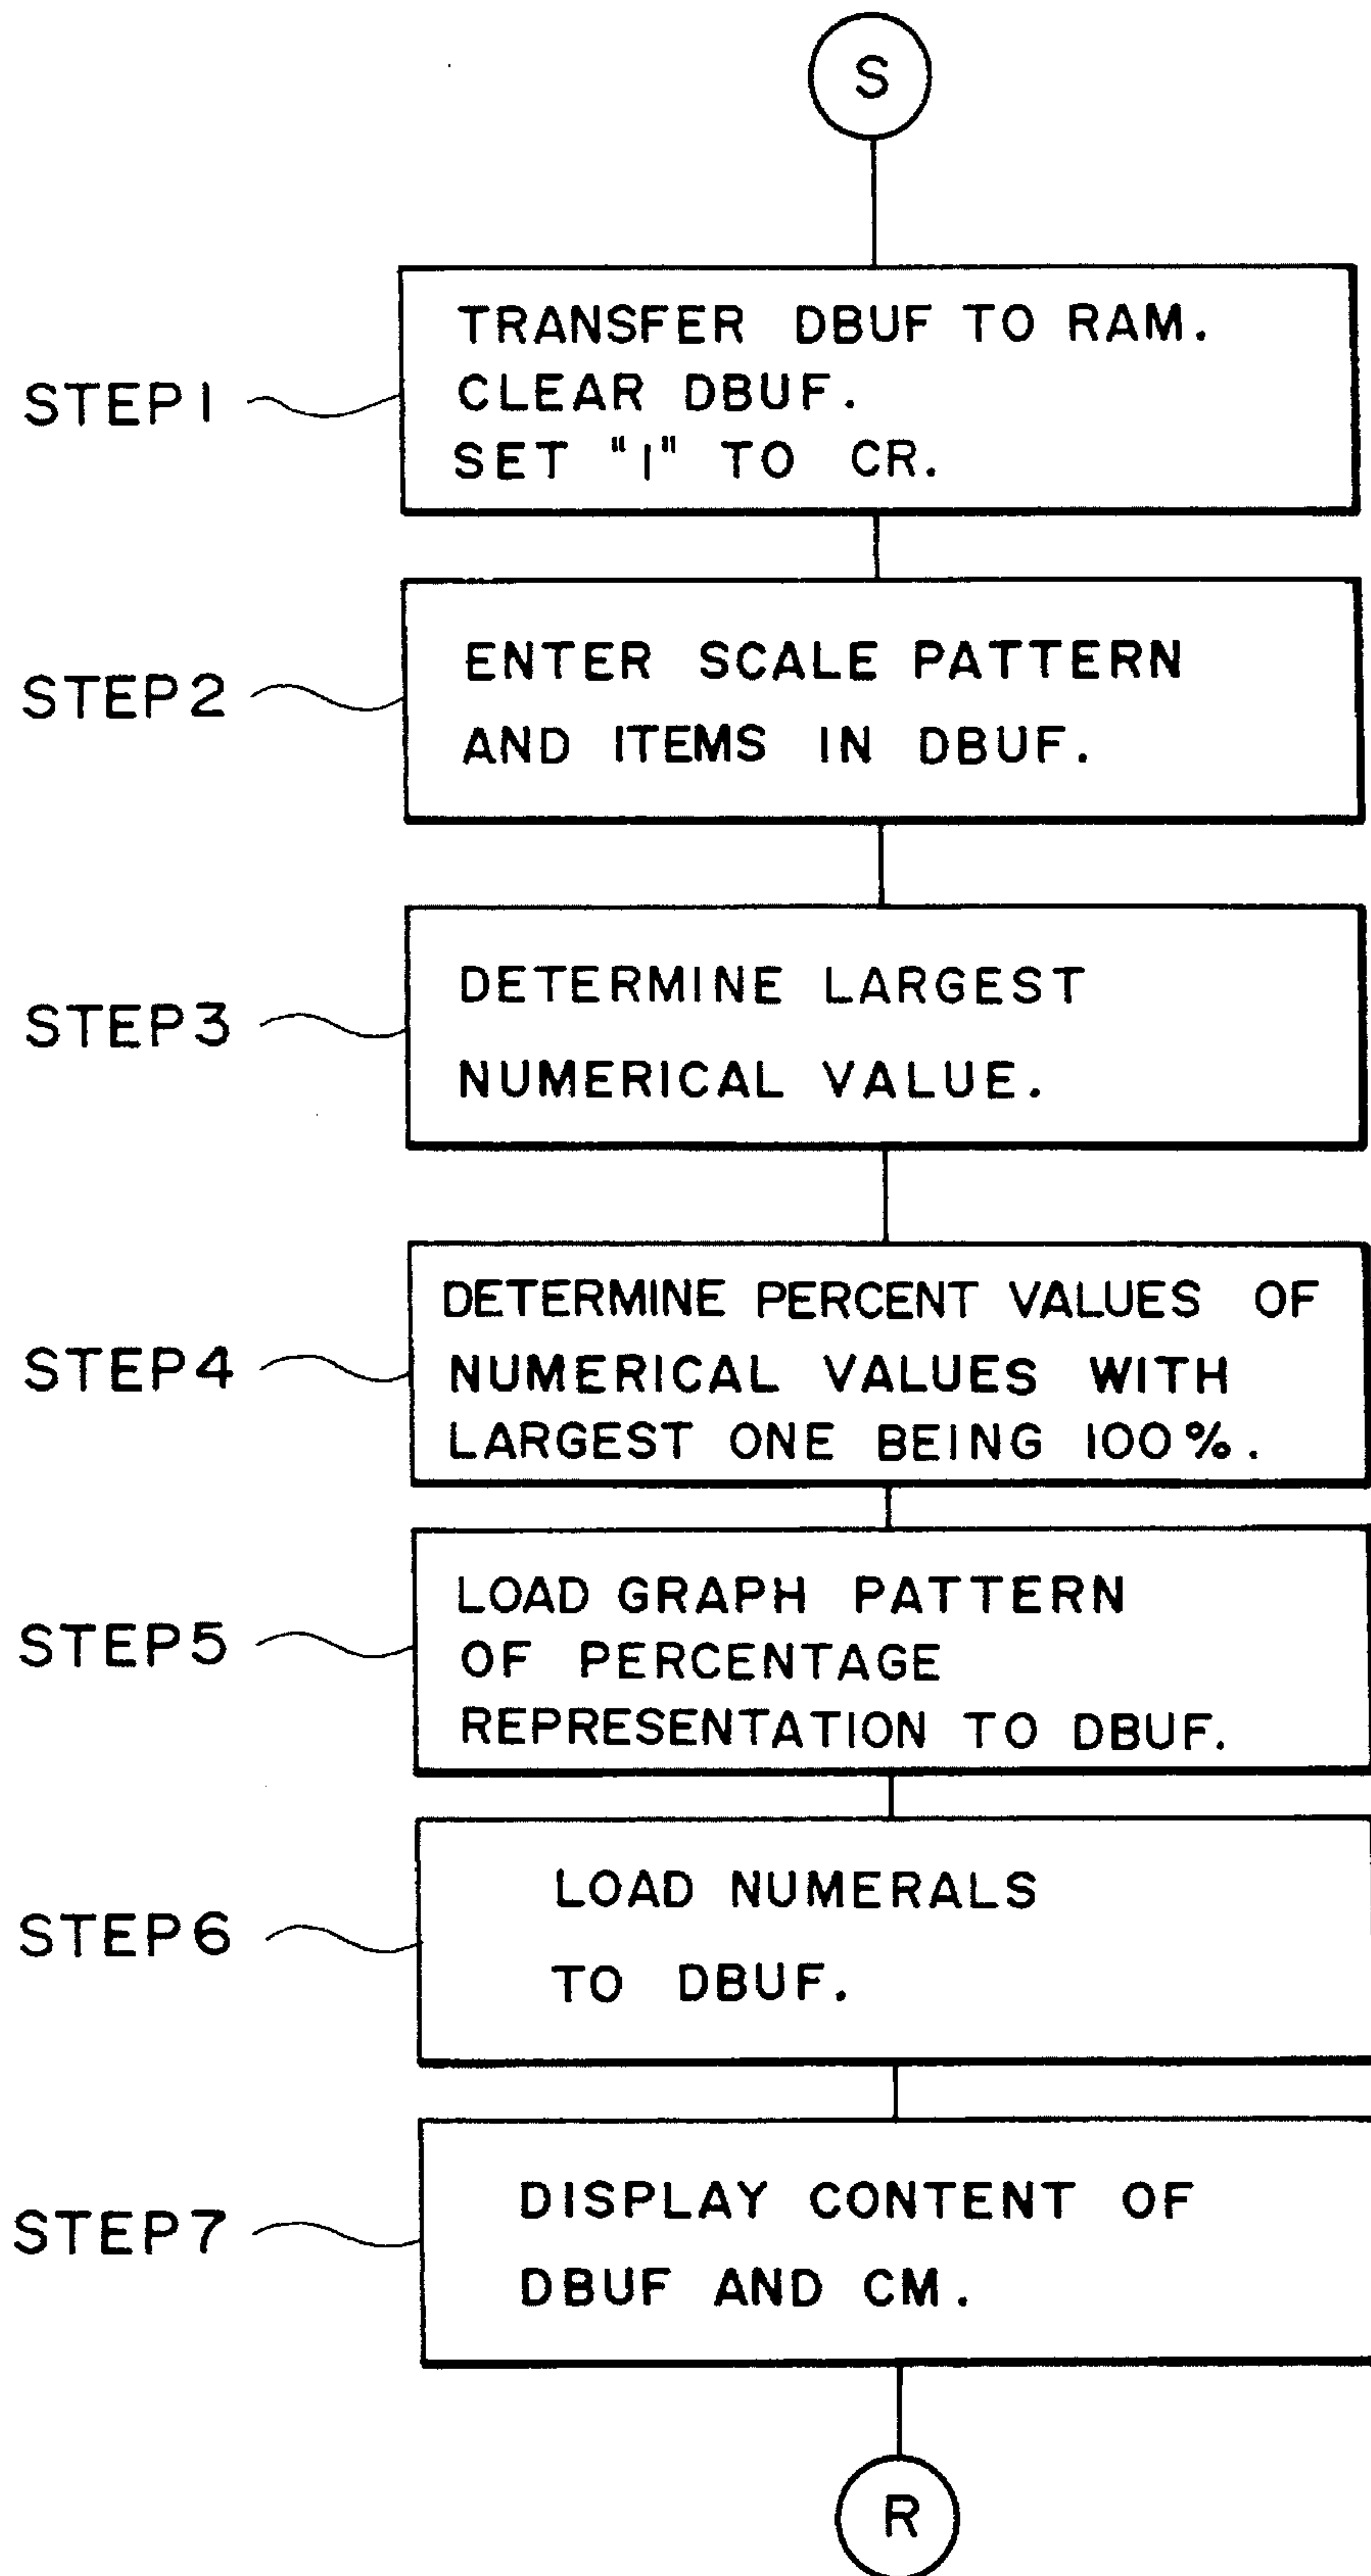 S
STEP1
TRANSFER DBUF TO RAM.
CLEAR DBUF.
SET "1" TO CR.
STEP2
ENTER SCALE PATTERN
AND ITEMS IN DBUF.
STEP3
DETERMINE LARGEST
NUMERICAL VALUE.
STEP4
DETERMINE PERCENT VALUES OF
NUMERICAL VALUES WITH
LARGEST ONE BEING 100%.
STEP5
LOAD GRAPH PATTERN
OF PERCENTAGE
REPRESENTATION TO DBUF.
STEP6
LOAD NUMERALS
TO DBUF.
STEP7
DISPLAY CONTENT OF
DBUF AND CM.
R